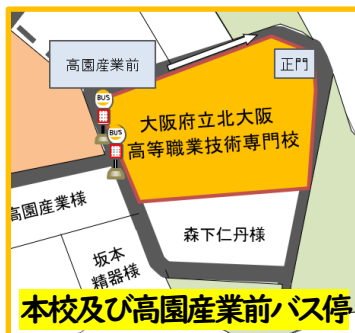 高園産業前
正門
BUS
BUS
大阪府立北大阪
高等職業技術専門校
高園産業様
森下仁丹様
坂本
精器様
本校及び高園産業前バス停